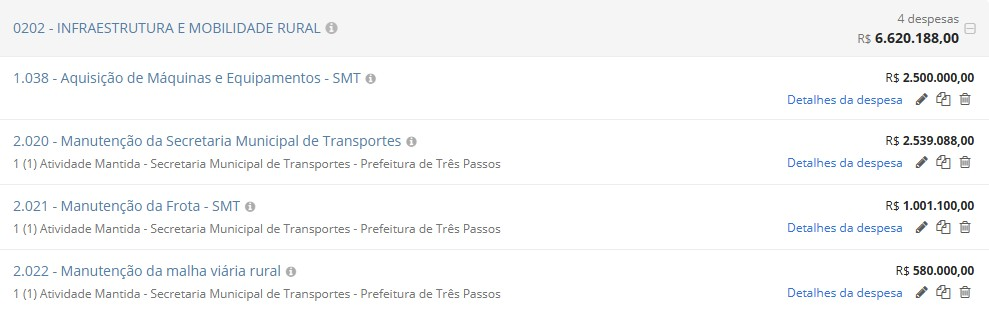 0202 - INFRAESTRUTURA E MOBILIDADE RURAL
4 despesas
R$ 6.620.188,00
1.038 - Aquisição de Máquinas e Equipamentos - SMT
R$ 2.500.000,00
Detalhes da despesa
2.020 - Manutenção da Secretaria Municipal de Transportes
R$ 2.539.088,00
1 (1) Atividade Mantida - Secretaria Municipal de Transportes - Prefeitura de Três Passos
Detalhes da despesa
2.021 - Manutenção da Frota - SMT
R$ 1.001.100,00
1 (1) Atividade Mantida - Secretaria Municipal de Transportes - Prefeitura de Três Passos
Detalhes da despesa
2.022 - Manutenção da malha viária rural
R$ 580.000,00
1 (1) Atividade Mantida - Secretaria Municipal de Transportes - Prefeitura de Três Passos
Detalhes da despesa